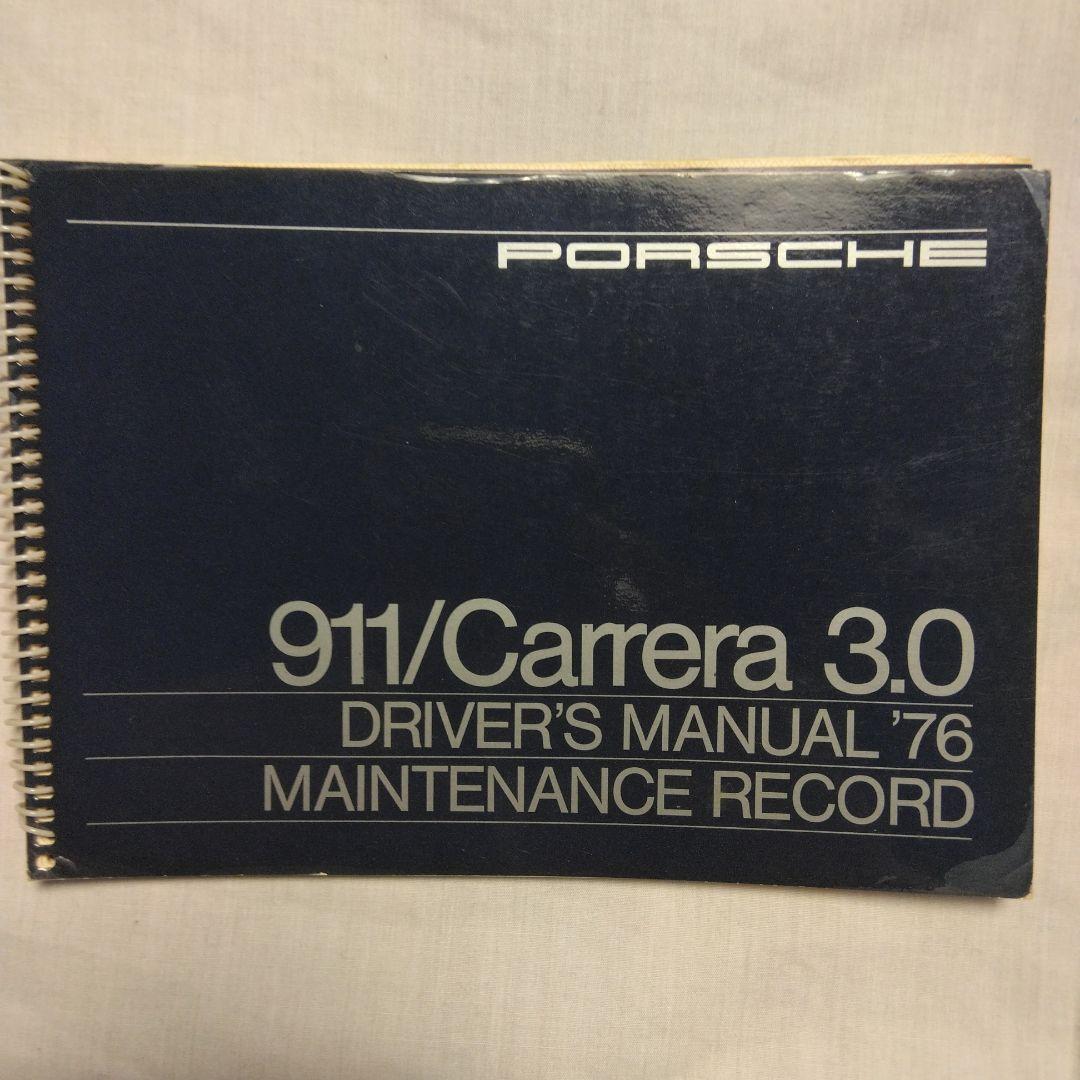 PORSCHE
911/Carrera 3.0
DRIVER'S MANUAL '76
MAINTENANCE RECORD